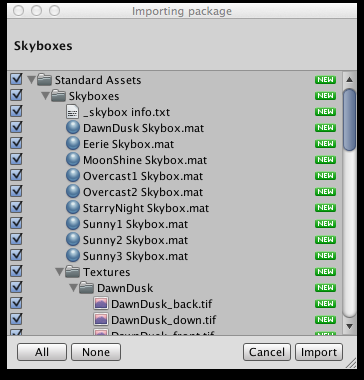 Importing package
Skyboxes
Standard Assets NEW
Skyboxes NEW
_skybox info.txt NEW
DawnDusk Skybox.mat NEW
Eerie Skybox.mat NEW
MoonShine Skybox.mat NEW
Overcast1 Skybox.mat NEW
Overcast2 Skybox.mat NEW
StarryNight Skybox.mat NEW
Sunny1 Skybox.mat NEW
Sunny2 Skybox.mat NEW
Sunny3 Skybox.mat NEW
Textures NEW
DawnDusk NEW
DawnDusk_back.tif NEW
DawnDusk_down.tif NEW
DawnDusk_front.tif NEW
All None Cancel Import